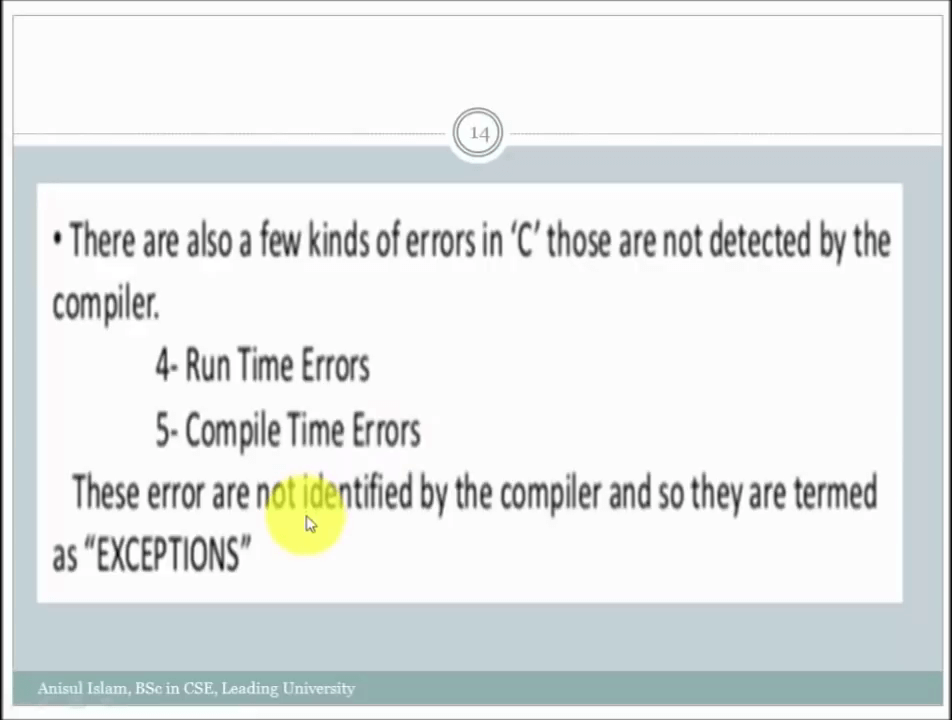 14
• There are also a few kinds of errors in ‘C’ those are not detected by the
compiler.
4- Run Time Errors
5- Compile Time Errors
These error are not identified by the compiler and so they are termed
as “EXCEPTIONS”
Anisul Islam, BSc in CSE, Leading University